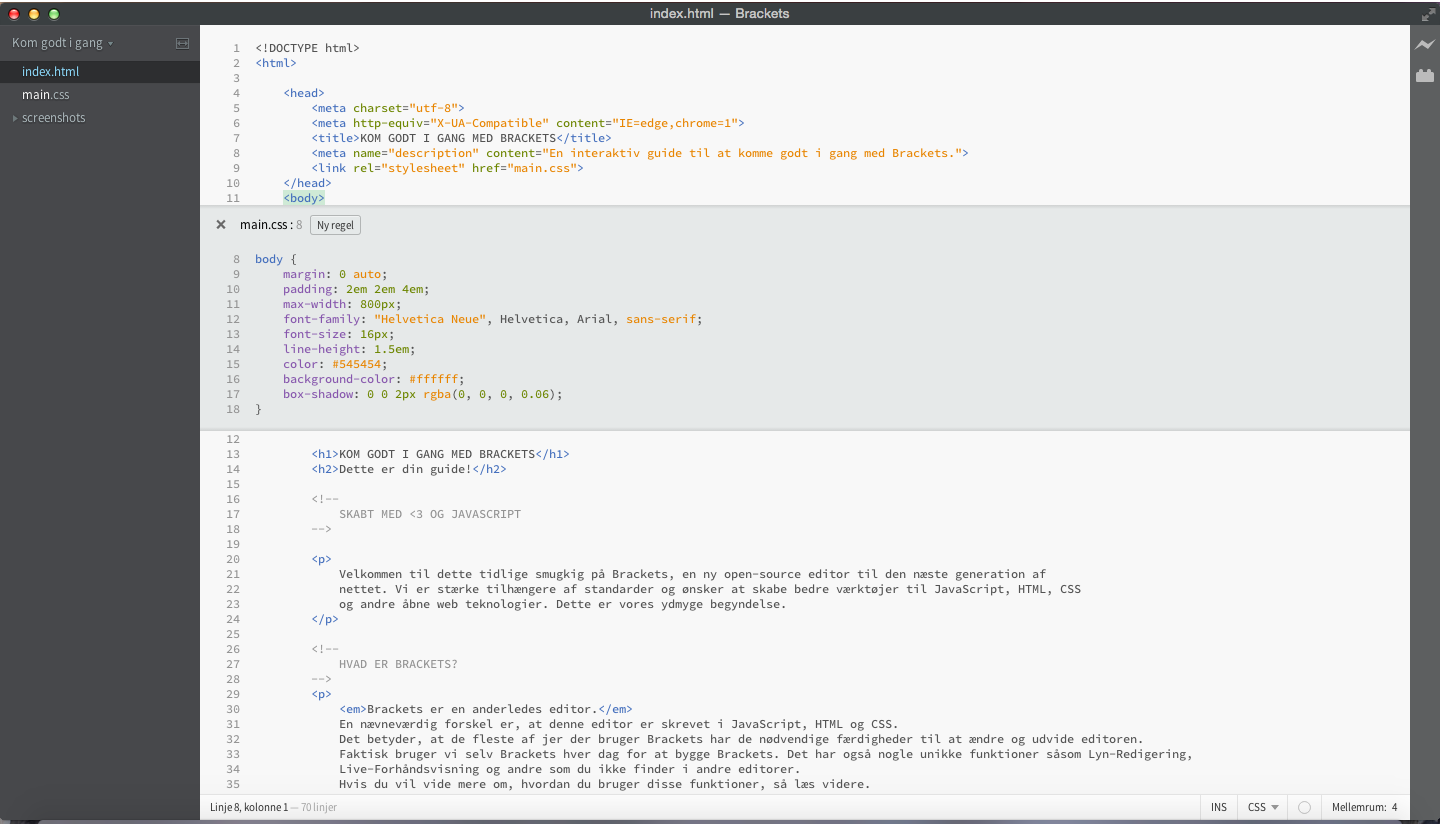 index.html — Brackets
Kom godt i gang
index.html
main.css
screenshots
1 <!DOCTYPE html>
2 <html>
3
4 <head>
5 <meta charset="utf-8">
6 <meta http-equiv="X-UA-Compatible" content="IE=edge,chrome=1">
7 <title>KOM GODT I GANG MED BRACKETS</title>
8 <meta name="description" content="En interaktiv guide til at komme godt i gang med Brackets.">
9 <link rel="stylesheet" href="main.css">
10 </head>
11 <body>
× main.css : 8 Ny regel
8 body {
9 margin: 0 auto;
10 padding: 2em 2em 4em;
11 max-width: 800px;
12 font-family: "Helvetica Neue", Helvetica, Arial, sans-serif;
13 font-size: 16px;
14 line-height: 1.5em;
15 color: #545454;
16 background-color: #ffffff;
17 box-shadow: 0 0 2px rgba(0, 0, 0, 0.06);
18 }
12
13 <h1>KOM GODT I GANG MED BRACKETS</h1>
14 <h2>Dette er din guide!</h2>
15
16 <!--
17 SKABT MED <3 OG JAVASCRIPT
18 -->
19
20 <p>
21 Velkommen til dette tidlige smugkig på Brackets, en ny open-source editor til den næste generation af
22 nettet. Vi er stærke tilhængere af standarder og ønsker at skabe bedre værktøjer til JavaScript, HTML, CSS
23 og andre åbne web teknologier. Dette er vores ydmyge begyndelse.
24 </p>
25
26 <!--
27 HVAD ER BRACKETS?
28 -->
29 <p>
30 <em>Brackets er en anderledes editor.</em>
31 En nævneværdig forskel er, at denne editor er skrevet i JavaScript, HTML og CSS.
32 Det betyder, at de fleste af jer der bruger Brackets har de nødvendige færdigheder til at ændre og udvide editoren.
33 Faktisk bruger vi selv Brackets hver dag for at bygge Brackets. Det har også nogle unikke funktioner såsom Lyn-Redigering,
34 Live-Forhåndsvisning og andre som du ikke finder i andre editorer.
35 Hvis du vil vide mere om, hvordan du bruger disse funktioner, så læs videre.
Linje 8, kolonne 1 — 70 linjer
INS CSS Mellemrum: 4